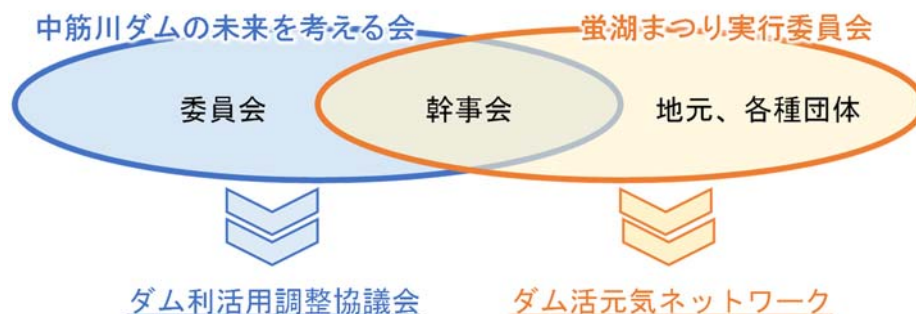 中筋川ダムの未来を考える会
蛍湖まつり実行委員会
委員会
幹事会
地元、各種団体
ダム利活用調整協議会
ダム活元気ネットワーク